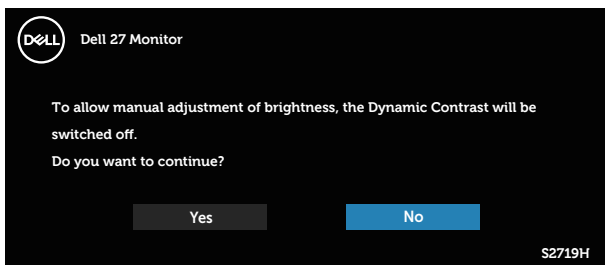 DELL
Dell 27 Monitor
To allow manual adjustment of brightness, the Dynamic Contrast will be
switched off.
Do you want to continue?
Yes No
S2719H